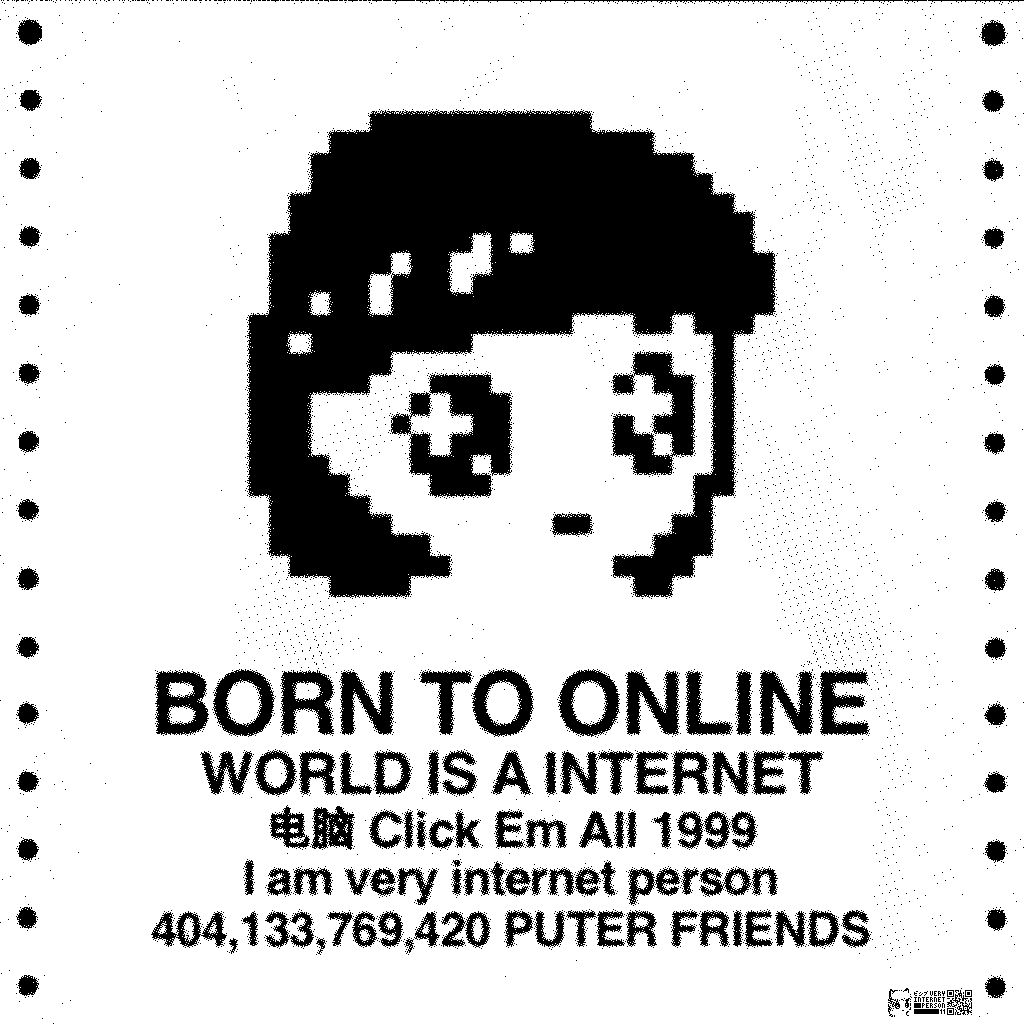 BORN TO ONLINE
WORLD IS A INTERNET
电脑 Click Em All 1999
I am very internet person
404,133,769,420 PUTER FRIENDS
VERY
INTERNET
PERSON